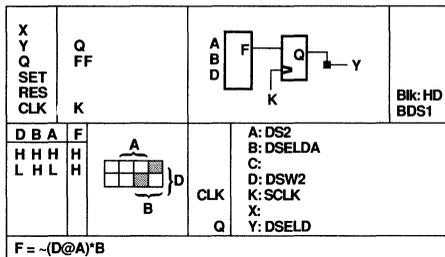 X
Y Q
Q FF
SET
RES
CLK K
A
B
D
F
Q
Y
K
Blk: HD
BDS1
D B A F
H H H H
L H L H
A
D
B
A: DS2
B: DSELDA
C:
D: DSW2
CLK K: SCLK
X:
Q Y: DSELD
F = ~(D@A)*B